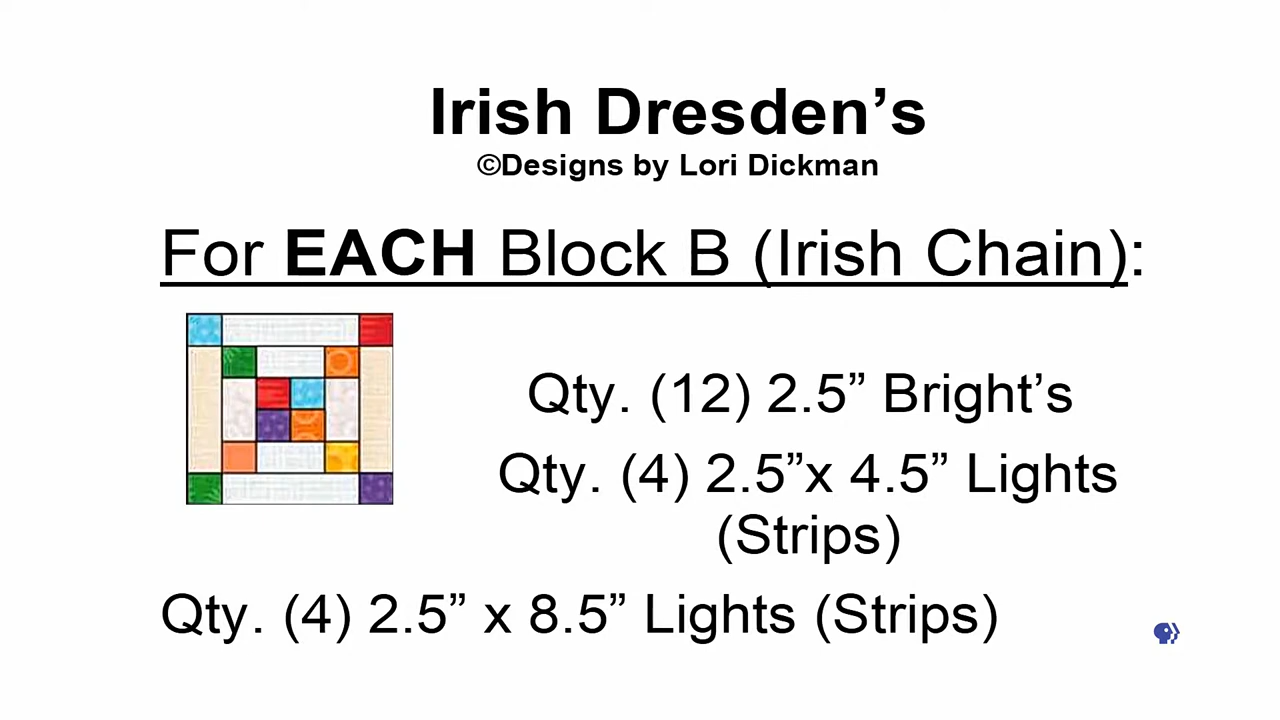 Irish Dresden’s
©Designs by Lori Dickman
For EACH Block B (Irish Chain):
Qty. (12) 2.5” Bright’s
Qty. (4) 2.5”x 4.5” Lights
(Strips)
Qty. (4) 2.5” x 8.5” Lights (Strips)